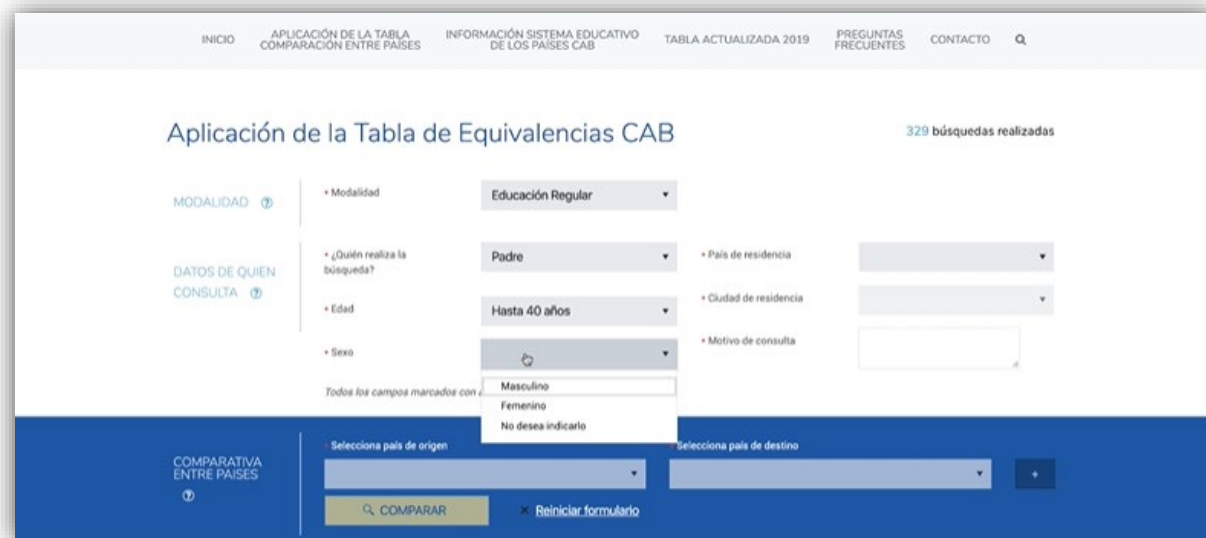 INICIO
APLICACIÓN DE LA TABLA
COMPARACIÓN ENTRE PAÍSES
INFORMACIÓN SISTEMA EDUCATIVO
DE LOS PAÍSES CAB
TABLA ACTUALIZADA 2019
PREGUNTAS
FRECUENTES
CONTACTO
Aplicación de la Tabla de Equivalencias CAB
329 búsquedas realizadas
MODALIDAD ?
* Modalidad
Educación Regular
DATOS DE QUIEN
CONSULTA ?
* ¿Quién realiza la
búsqueda?
Padre
* País de residencia
* Edad
Hasta 40 años
* Ciudad de residencia
* Sexo
* Motivo de consulta
Masculino
Femenino
No desea indicarlo
Todos los campos marcados con
COMPARATIVA
ENTRE PAISES
?
* Selecciona país de origen
* Selecciona país de destino
+
COMPARAR
× Reiniciar formulario